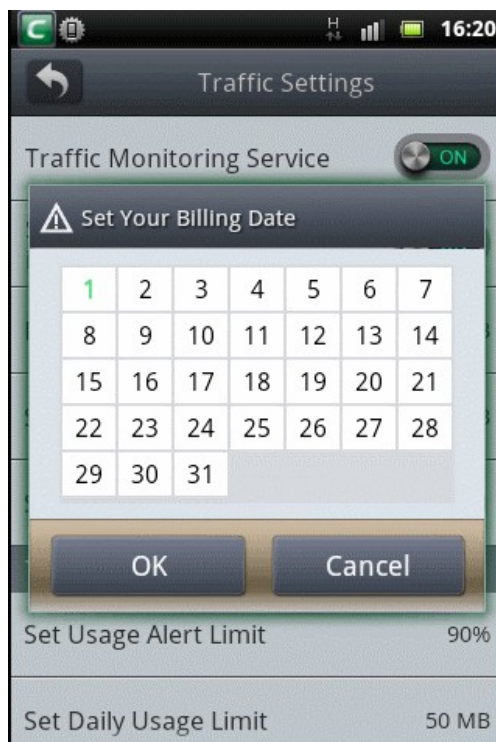 C H 16:20
Traffic Settings
Traffic Monitoring Service ON
Set Your Billing Date
1 2 3 4 5 6 7
8 9 10 11 12 13 14
15 16 17 18 19 20 21
22 23 24 25 26 27 28
29 30 31
OK Cancel
Set Usage Alert Limit 90%
Set Daily Usage Limit 50 MB